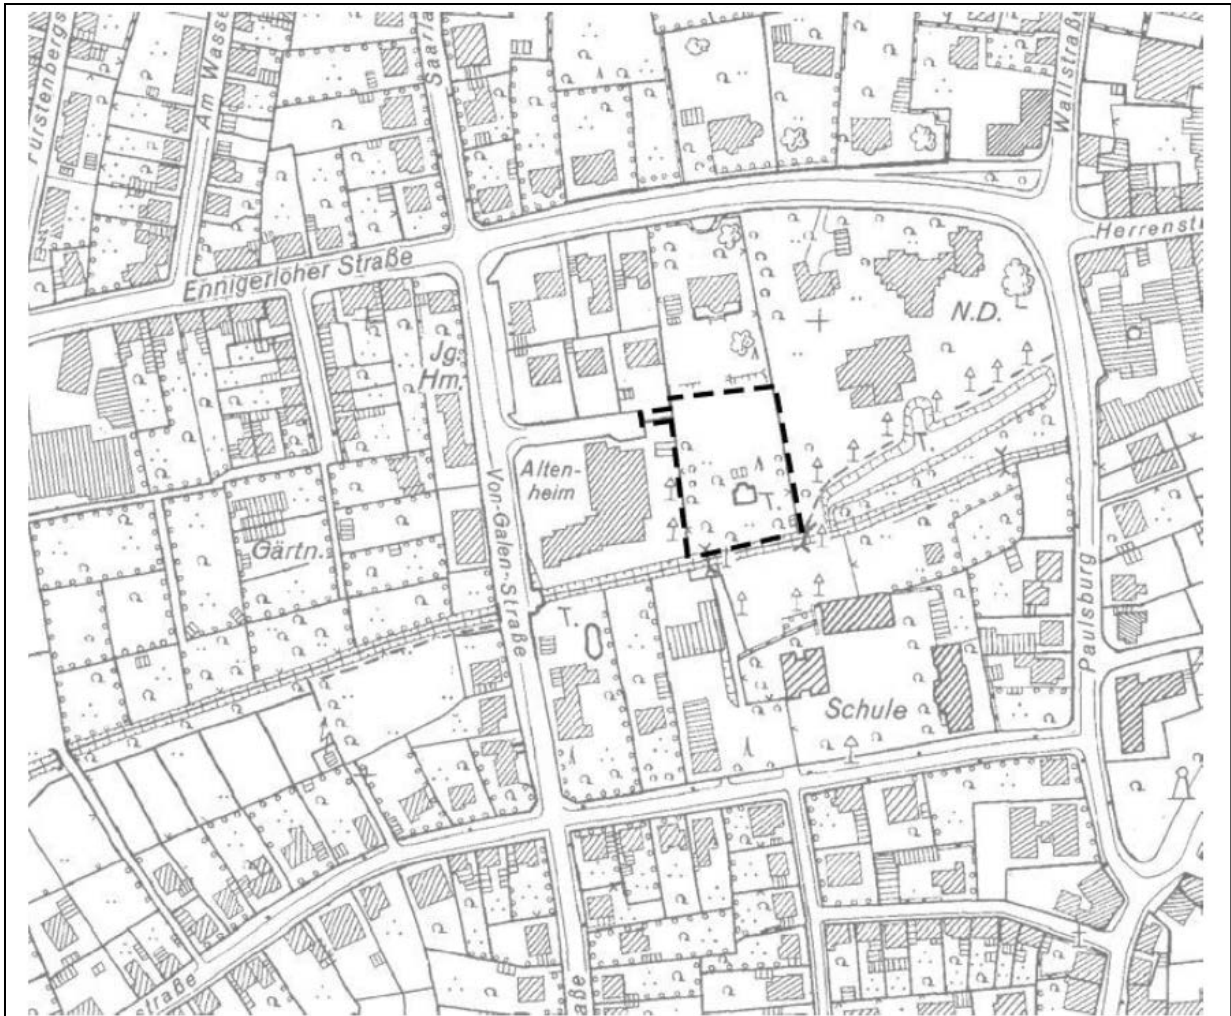 Fürstenbergs
Am Wasse
Saarla
Wallstraße
Herrenst
Ennigerloher Straße
N.D.
Jg.
Hm.
Alten-
heim
T
Von-Galen-Straße
Gärtn.
T.
Paulsburg
Schule
straße
aße